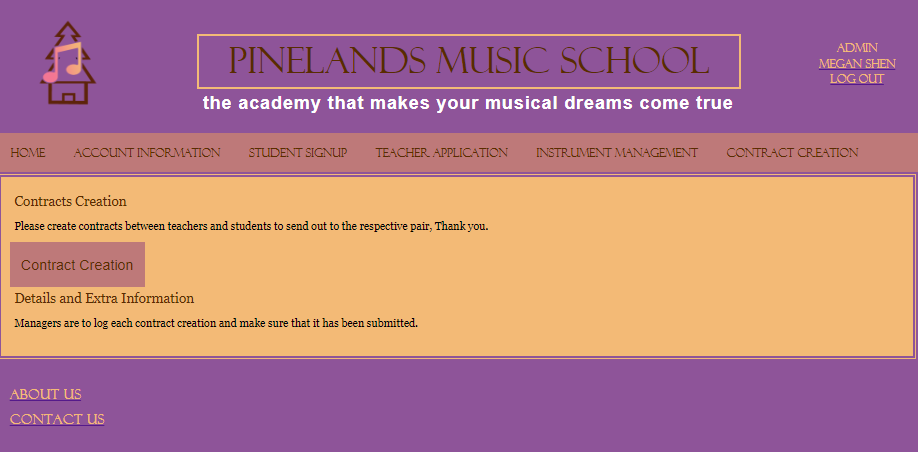 PINELANDS MUSIC SCHOOL
the academy that makes your musical dreams come true
ADMIN
MEGAN SHEN
LOG OUT
HOME ACCOUNT INFORMATION STUDENT SIGNUP TEACHER APPLICATION INSTRUMENT MANAGEMENT CONTRACT CREATION
Contracts Creation
Please create contracts between teachers and students to send out to the respective pair, Thank you.
Contract Creation
Details and Extra Information
Managers are to log each contract creation and make sure that it has been submitted.
ABOUT US
CONTACT US